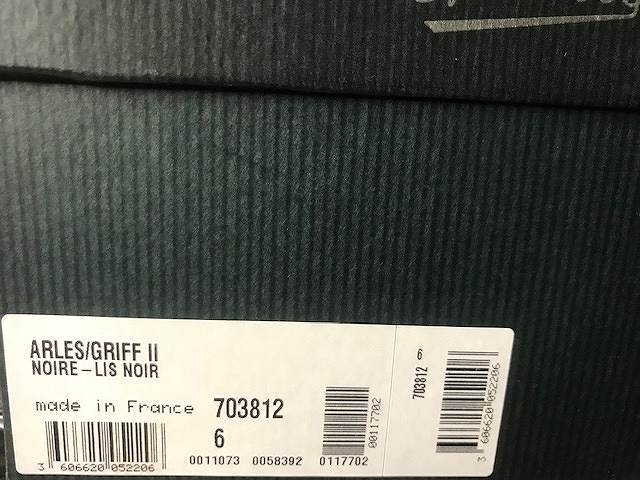 ARLES/GRIFF II
NOIRE-LIS NOIR
made in France 703812
6
3 606620 052206
0011073 0058392 0117702
00117702
6
703812
3 606620 052206